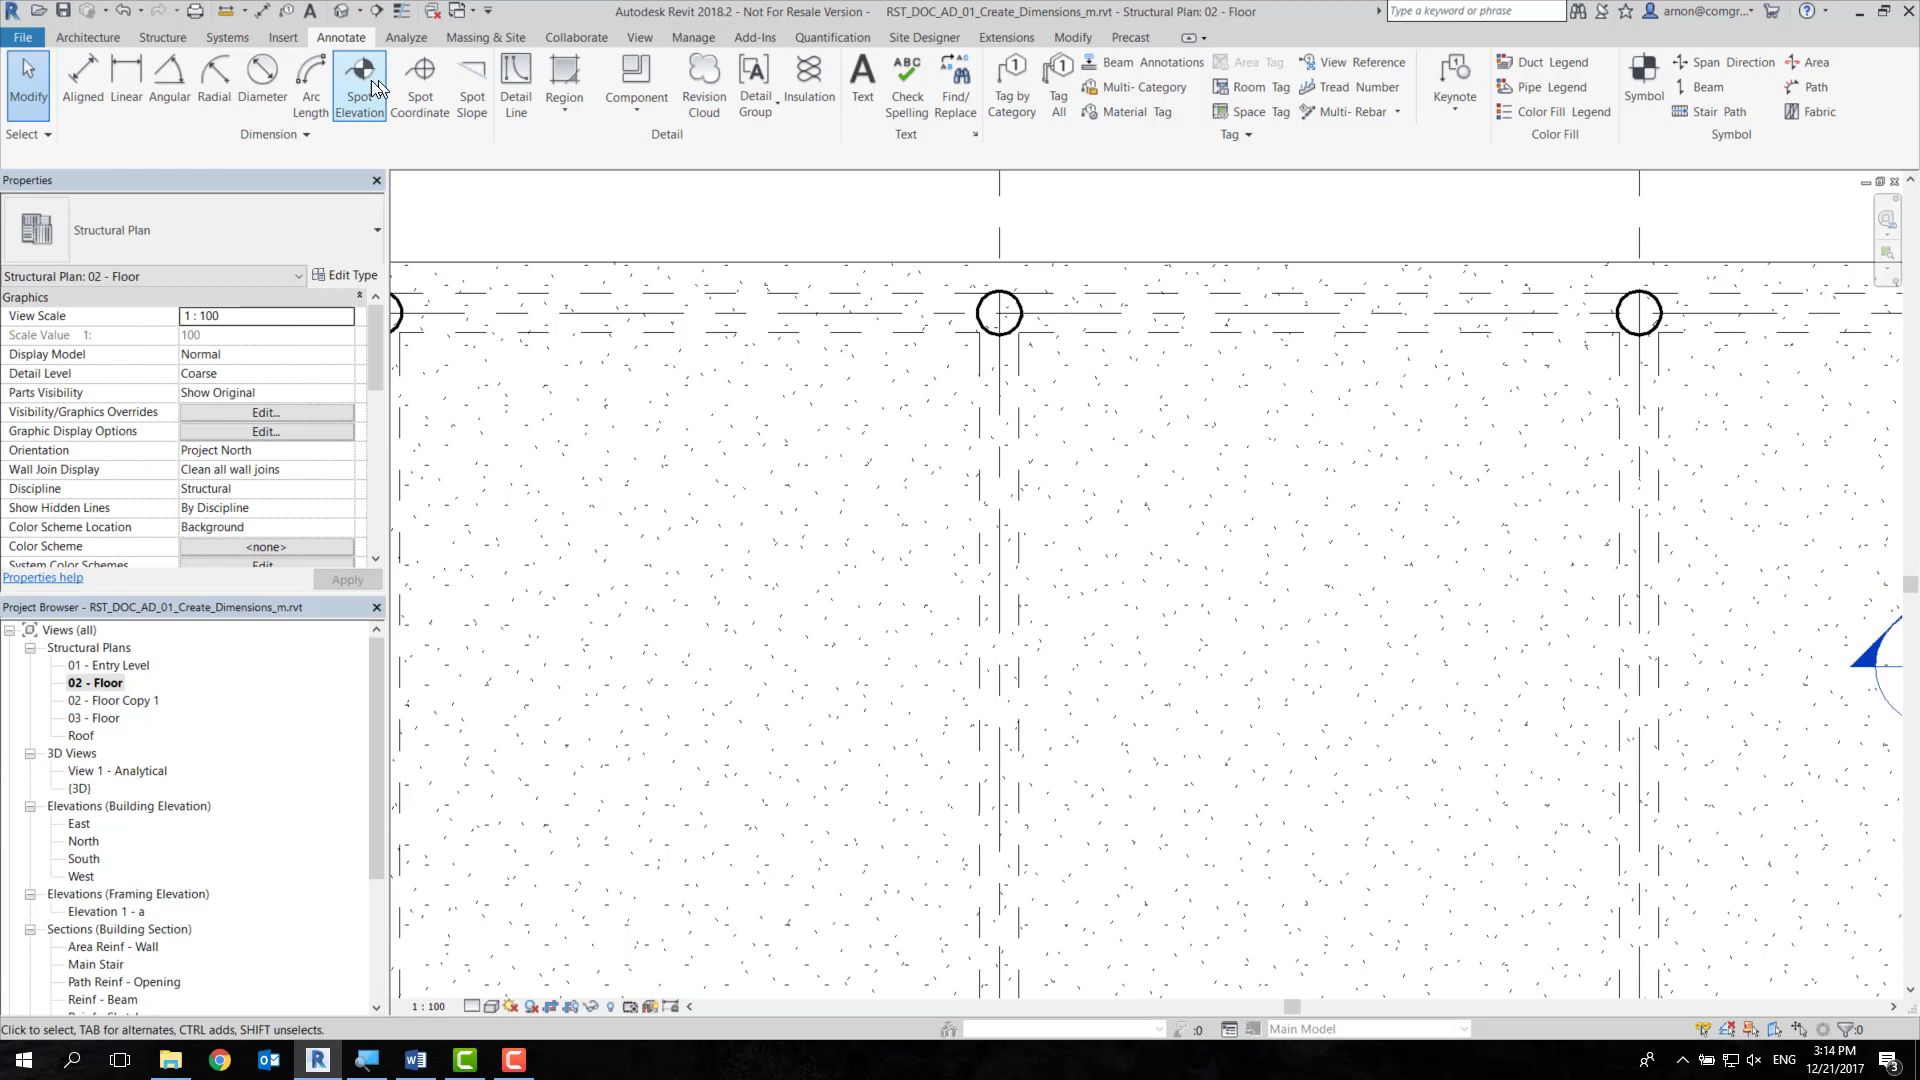 Autodesk Revit 2018.2 - Not For Resale Version - RST_DOC_AD_01_Create_Dimensions_m.rvt - Structural Plan: 02 - Floor
Type a keyword or phrase
arnon@comgr...
File Architecture Structure Systems Insert Annotate Analyze Massing & Site Collaborate View Manage Add-Ins Quantification Site Designer Extensions Modify Precast
Modify
Aligned Linear Angular Radial Diameter
Arc Length
Spot Elevation
Spot Coordinate
Spot Slope
Detail Line
Region
Component
Revision Cloud
Detail Group
Insulation
Text
Check Spelling
Find/ Replace
Tag by Category
Tag All
Beam Annotations
Multi- Category
Material Tag
Area Tag
Room Tag
Space Tag
View Reference
Tread Number
Multi- Rebar
Keynote
Duct Legend
Pipe Legend
Color Fill Legend
Symbol
Span Direction
Beam
Stair Path
Area
Path
Fabric
Select Dimension Detail Text Tag Color Fill Symbol
Properties
Structural Plan
Structural Plan: 02 - Floor Edit Type
Graphics
View Scale 1 : 100
Scale Value 1: 100
Display Model Normal
Detail Level Coarse
Parts Visibility Show Original
Visibility/Graphics Overrides Edit...
Graphic Display Options Edit...
Orientation Project North
Wall Join Display Clean all wall joins
Discipline Structural
Show Hidden Lines By Discipline
Color Scheme Location Background
Color Scheme <none>
System Color Schemes Edit...
Properties help Apply
Project Browser - RST_DOC_AD_01_Create_Dimensions_m.rvt
Views (all)
Structural Plans
01 - Entry Level
02 - Floor
02 - Floor Copy 1
03 - Floor
Roof
3D Views
View 1 - Analytical
{3D}
Elevations (Building Elevation)
East
North
South
West
Elevations (Framing Elevation)
Elevation 1 - a
Sections (Building Section)
Area Reinf - Wall
Main Stair
Path Reinf - Opening
Reinf - Beam
1 : 100
Click to select, TAB for alternates, CTRL adds, SHIFT unselects.
:0
Main Model
:0
ENG
3:14 PM
12/21/2017
3